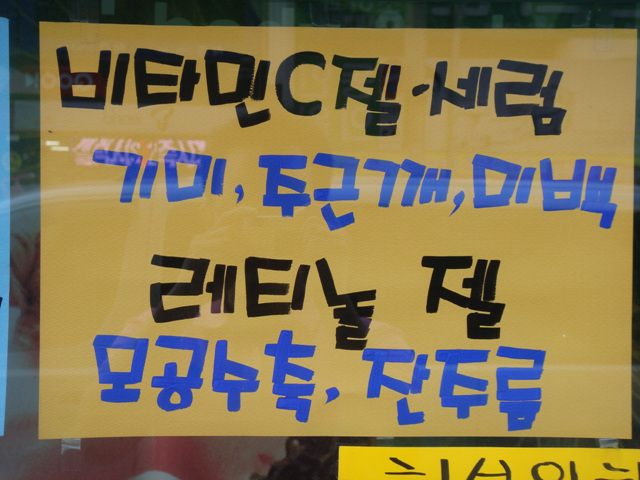 비타민C젤·세럼
기미, 주근깨, 미백
레티놀 젤
모공수축, 잔주름